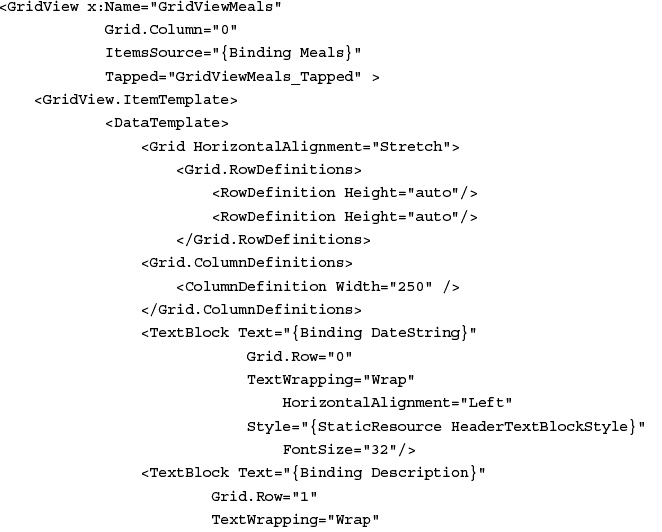 <GridView x:Name="GridViewMeals"
Grid.Column="0"
ItemsSource="{Binding Meals}"
Tapped="GridViewMeals_Tapped" >
<GridView.ItemTemplate>
<DataTemplate>
<Grid HorizontalAlignment="Stretch">
<Grid.RowDefinitions>
<RowDefinition Height="auto"/>
<RowDefinition Height="auto"/>
</Grid.RowDefinitions>
<Grid.ColumnDefinitions>
<ColumnDefinition Width="250" />
</Grid.ColumnDefinitions>
<TextBlock Text="{Binding DateString}"
Grid.Row="0"
TextWrapping="Wrap"
HorizontalAlignment="Left"
Style="{StaticResource HeaderTextBlockStyle}"
FontSize="32"/>
<TextBlock Text="{Binding Description}"
Grid.Row="1"
TextWrapping="Wrap"